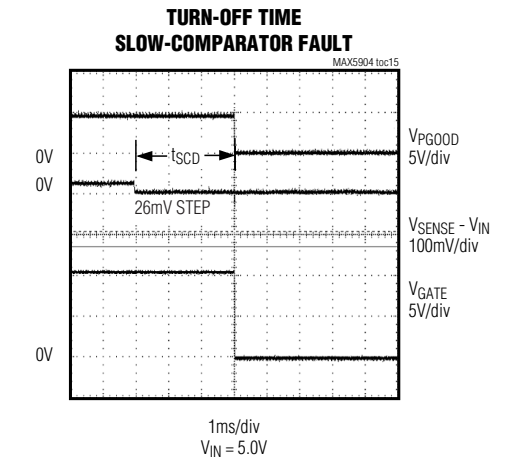 TURN-OFF TIME
SLOW-COMPARATOR FAULT
MAX5904 toc15
VPGOOD
5V/div
0V
tSCD
0V
26mV STEP
VSENSE - VIN
100mV/div
VGATE
5V/div
0V
1ms/div
VIN = 5.0V